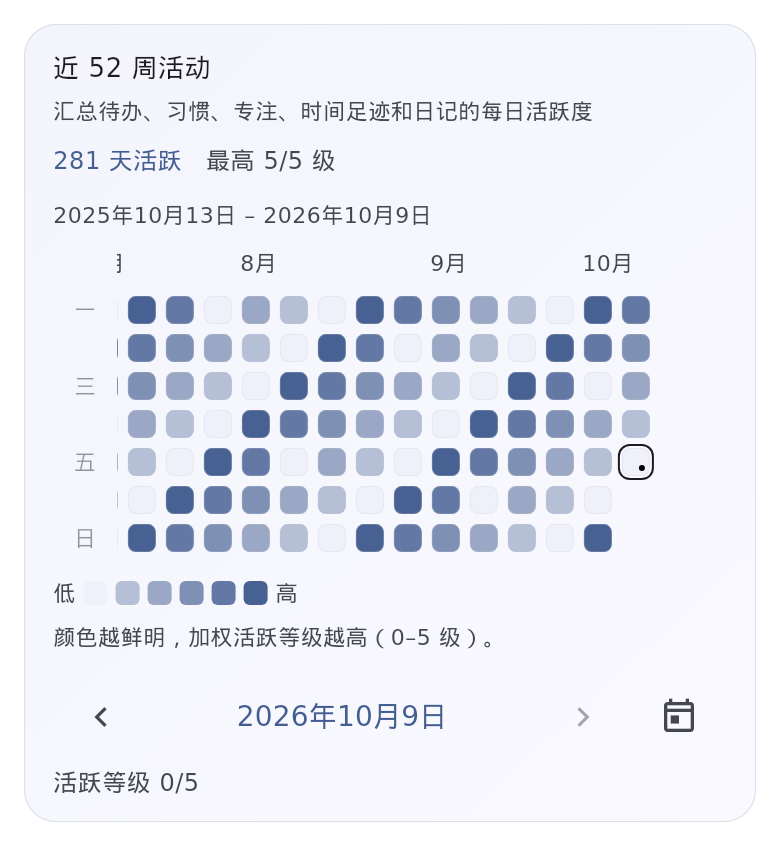 近 52 周活动
汇总待办、习惯、专注、时间足迹和日记的每日活跃度
281 天活跃 最高 5/5 级
2025年10月13日 – 2026年10月9日
8月 9月 10月
一
三
五
日
低 高
颜色越鲜明，加权活跃等级越高（0–5 级）。
2026年10月9日
活跃等级 0/5